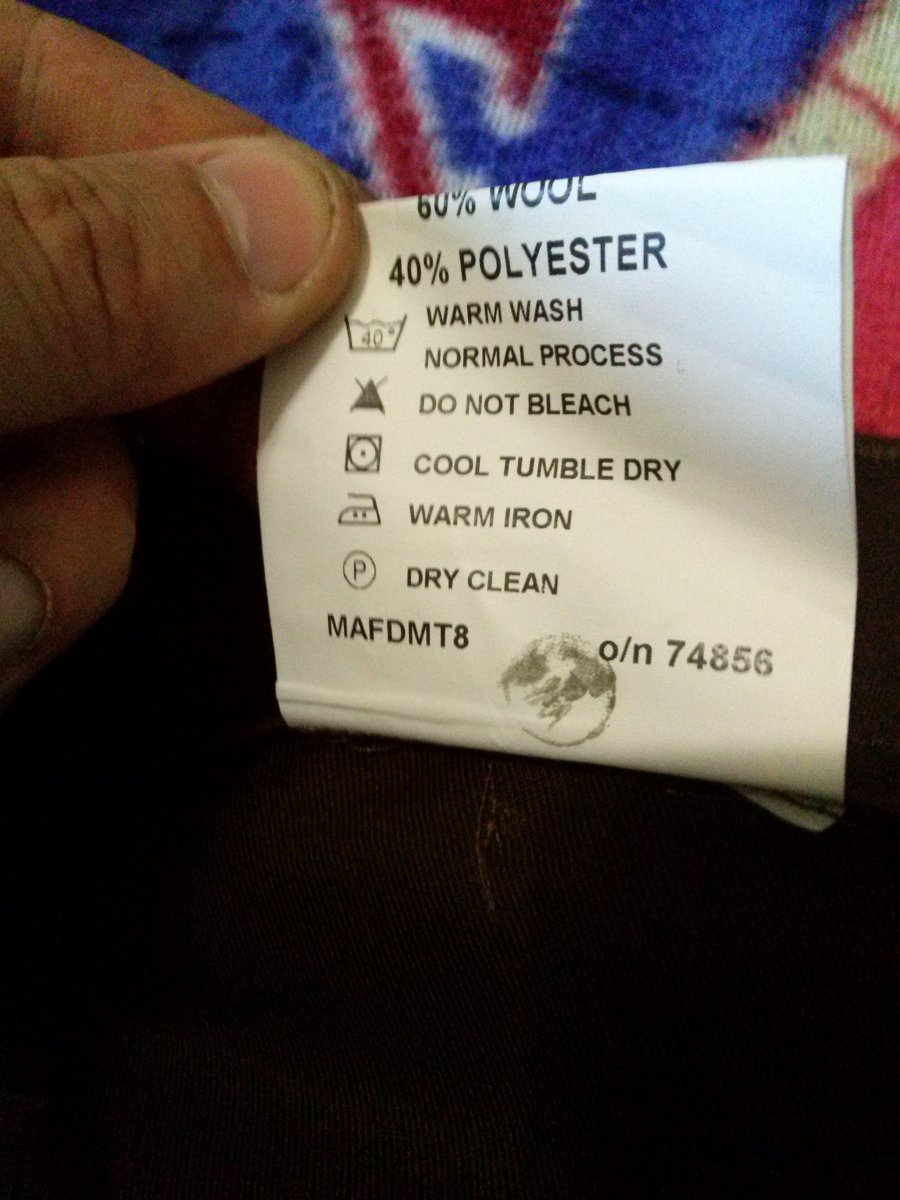 60% WOOL
40% POLYESTER
40° WARM WASH
NORMAL PROCESS
DO NOT BLEACH
COOL TUMBLE DRY
WARM IRON
P DRY CLEAN
MAFDMT8 o/n 74856